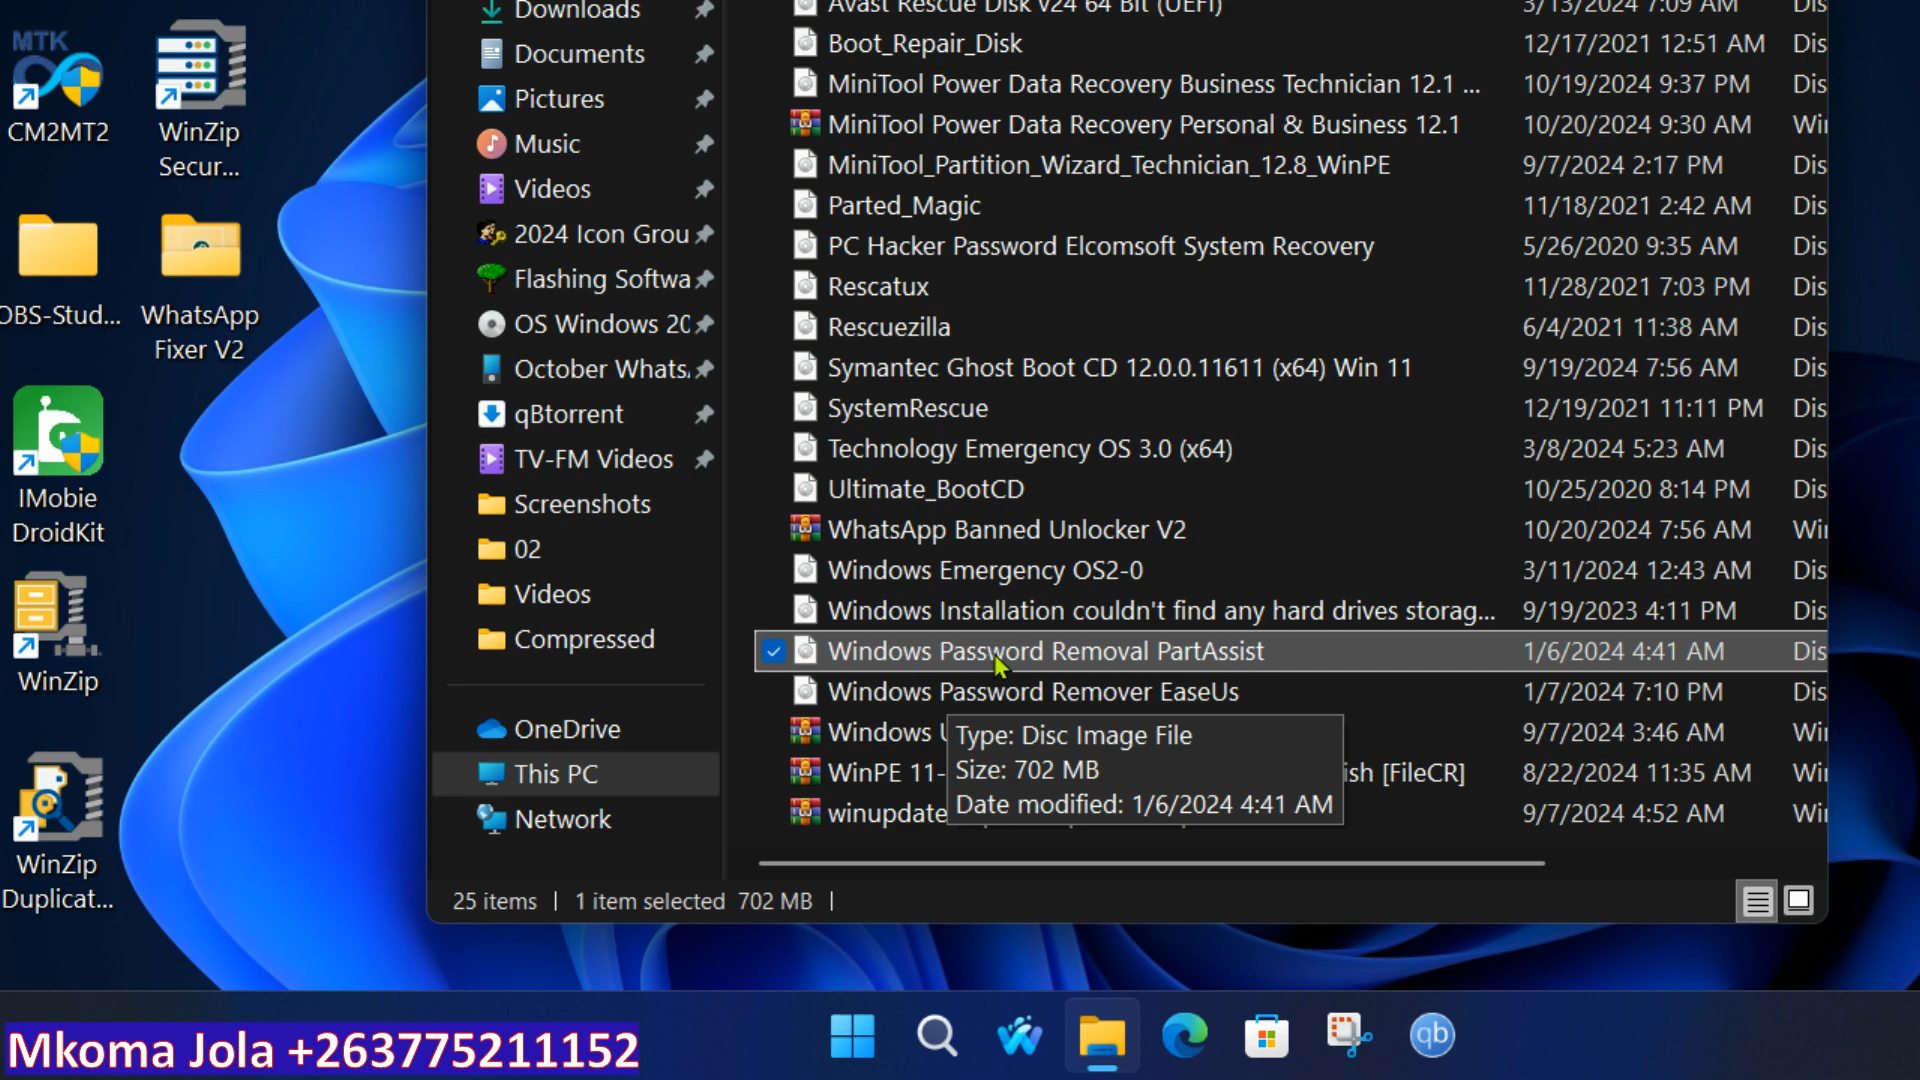 MTK
CM2MT2
WinZip
Secur...
OBS-Stud...
WhatsApp
Fixer V2
IMobie
DroidKit
WinZip
WinZip
Duplicat...
Downloads
Documents
Pictures
Music
Videos
2024 Icon Grou
Flashing Softwa
OS Windows 20
October Whats
qBtorrent
TV-FM Videos
Screenshots
02
Videos
Compressed
OneDrive
This PC
Network
Avast Rescue Disk v24 64 Bit (UEFI) 3/13/2024 7:09 AM Dis
Boot_Repair_Disk 12/17/2021 12:51 AM Dis
MiniTool Power Data Recovery Business Technician 12.1 ... 10/19/2024 9:37 PM Dis
MiniTool Power Data Recovery Personal & Business 12.1 10/20/2024 9:30 AM Wi
MiniTool_Partition_Wizard_Technician_12.8_WinPE 9/7/2024 2:17 PM Dis
Parted_Magic 11/18/2021 2:42 AM Dis
PC Hacker Password Elcomsoft System Recovery 5/26/2020 9:35 AM Dis
Rescatux 11/28/2021 7:03 PM Dis
Rescuezilla 6/4/2021 11:38 AM Dis
Symantec Ghost Boot CD 12.0.0.11611 (x64) Win 11 9/19/2024 7:56 AM Dis
SystemRescue 12/19/2021 11:11 PM Dis
Technology Emergency OS 3.0 (x64) 3/8/2024 5:23 AM Dis
Ultimate_BootCD 10/25/2020 8:14 PM Dis
WhatsApp Banned Unlocker V2 10/20/2024 7:56 AM Wi
Windows Emergency OS2-0 3/11/2024 12:43 AM Dis
Windows Installation couldn't find any hard drives storag... 9/19/2023 4:11 PM Dis
Windows Password Removal PartAssist 1/6/2024 4:41 AM Dis
Windows Password Remover EaseUs 1/7/2024 7:10 PM Dis
Windows 9/7/2024 3:46 AM Wi
WinPE 11- ish [FileCR] 8/22/2024 11:35 AM Wi
winupdate 9/7/2024 4:52 AM Wi
Type: Disc Image File
Size: 702 MB
Date modified: 1/6/2024 4:41 AM
25 items | 1 item selected 702 MB |
Mkoma Jola +263775211152
qb